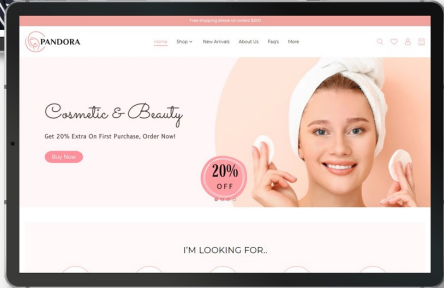 Free shipping above on orders $200
PANDORA
Home Shop New Arrivals About Us Faq's More
Cosmetic & Beauty
Get 20% Extra On First Purchase, Order Now!
Buy Now
20%
OFF
I'M LOOKING FOR..